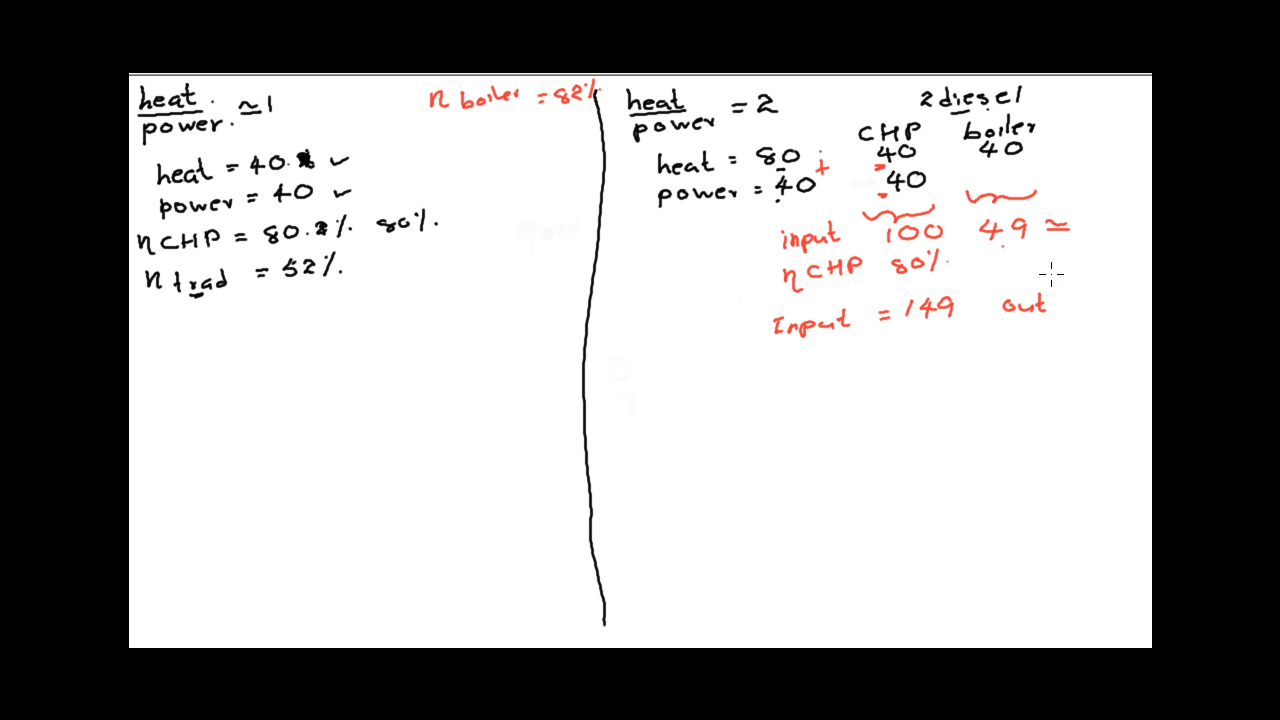 heat
power. ≃ 1
heat = 40. ✓
power = 40 ✓
η CHP = 80.2%. 80%.
η trad = 52%.
η boiler = 82%
heat
power = 2
2 diesel
CHP boiler
heat = 80 + 40 40
power = 40 40
input 100 49 ≃
η CHP 80%.
Input = 149 out